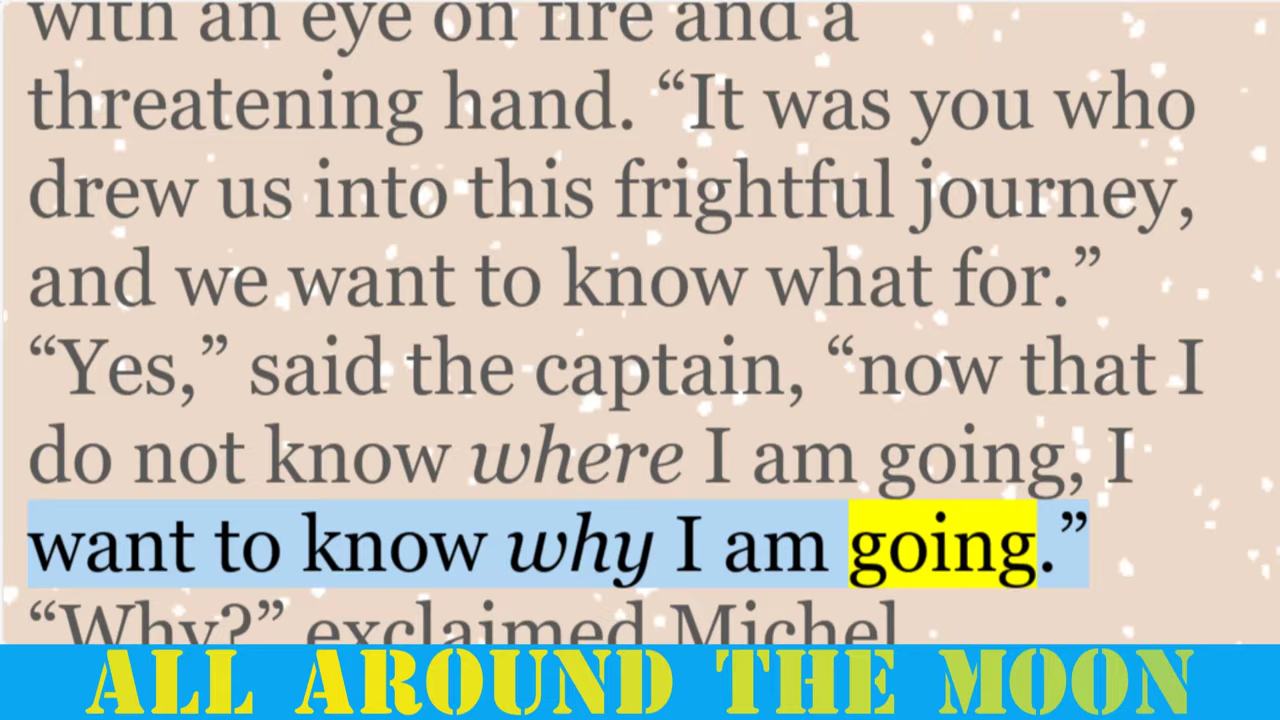 with an eye on fire and a
threatening hand. “It was you who
drew us into this frightful journey,
and we want to know what for.”
“Yes,” said the captain, “now that I
do not know where I am going, I
want to know why I am going.”
“Why?” exclaimed Michel
ALL AROUND THE MOON